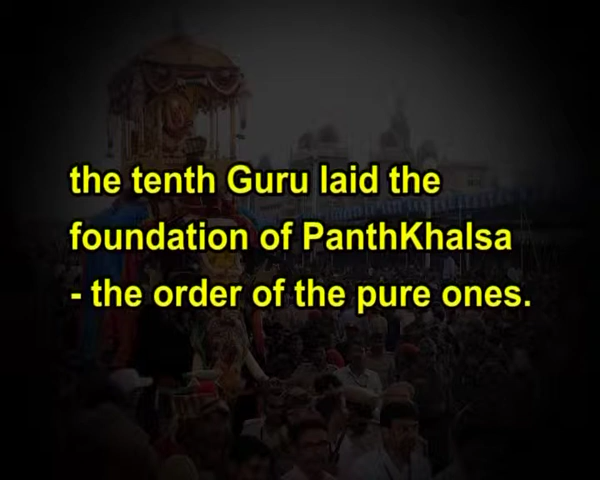 the tenth Guru laid the
foundation of PanthKhalsa
- the order of the pure ones.